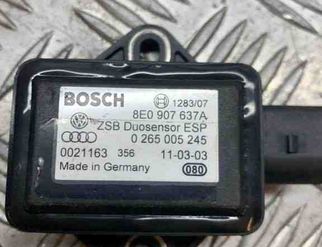 BOSCH 1283/07
8E0 907 637A
ZSB Duosensor ESP
0 265 005 245
0021163 356 11-03-03
Made in Germany 080